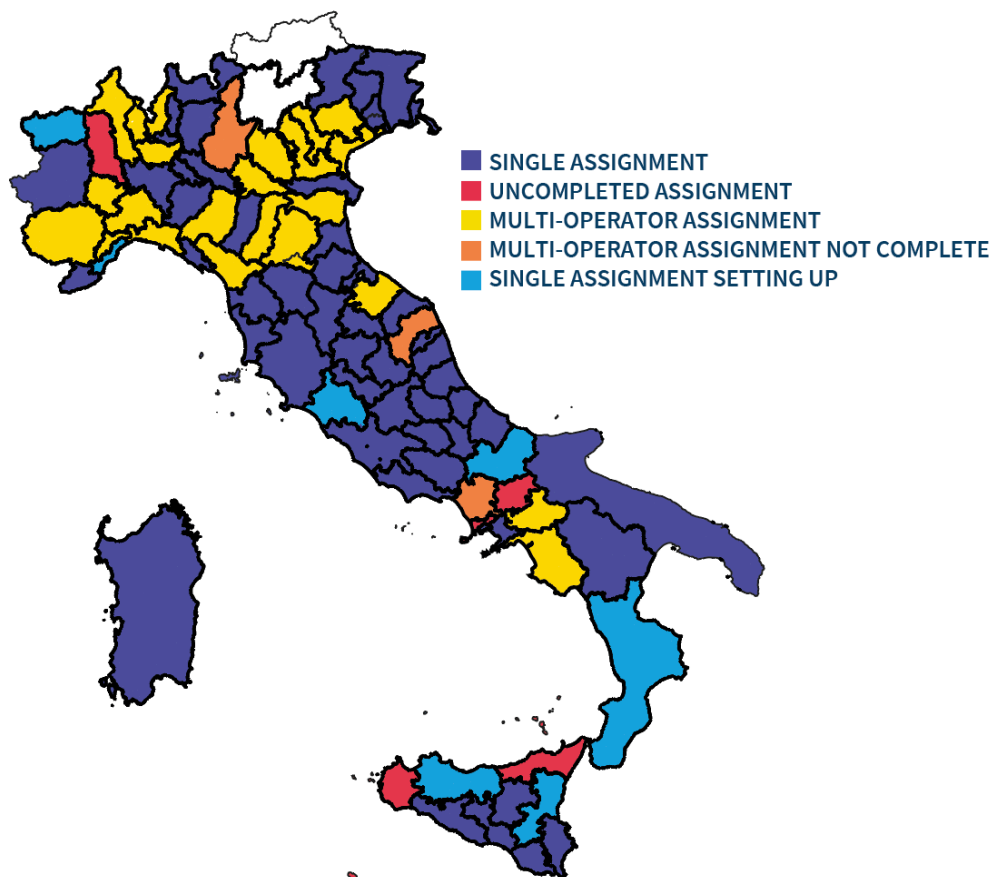 SINGLE ASSIGNMENT
UNCOMPLETED ASSIGNMENT
MULTI-OPERATOR ASSIGNMENT
MULTI-OPERATOR ASSIGNMENT NOT COMPLETE
SINGLE ASSIGNMENT SETTING UP